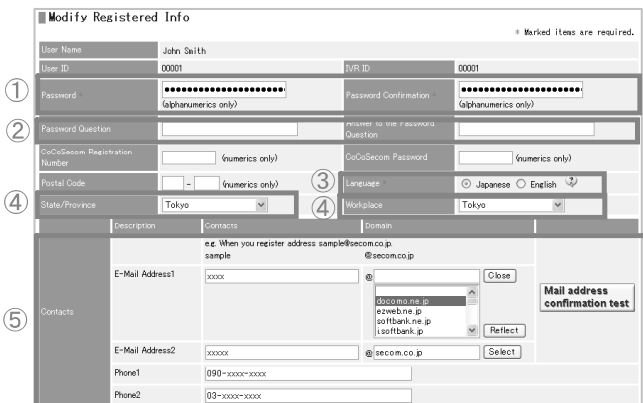 Modify Registered Info
* Marked items are required.
User Name John Smith
User ID 00001 IVR ID 00001
① Password * ●●●●●●●●●●●●●●●●●●●●●● Password Confirmation * ●●●●●●●●●●●●●●●●●●●●●●
(alphanumerics only) (alphanumerics only)
② Password Question Answer to the Password
Question
CoCoSecom Registration
Number (numerics only) CoCoSecom Password (numerics only)
Postal Code - (numerics only) ③ Language * Japanese English
④ State/Province Tokyo ④ Workplace Tokyo
Description Contacts Domain
e.g. When you register address sample@secom.co.jp.
sample @secom.co.jp
E-Mail Address1 xxxx @ Close
docomo.ne.jp
ezweb.ne.jp
softbank.ne.jp
i.softbank.jp Reflect
Mail address
confirmation test
⑤ Contacts
E-Mail Address2 xxxxx @ secom.co.jp Select
Phone1 090-xxxx-xxxx
Phone2 03-xxxx-xxxx